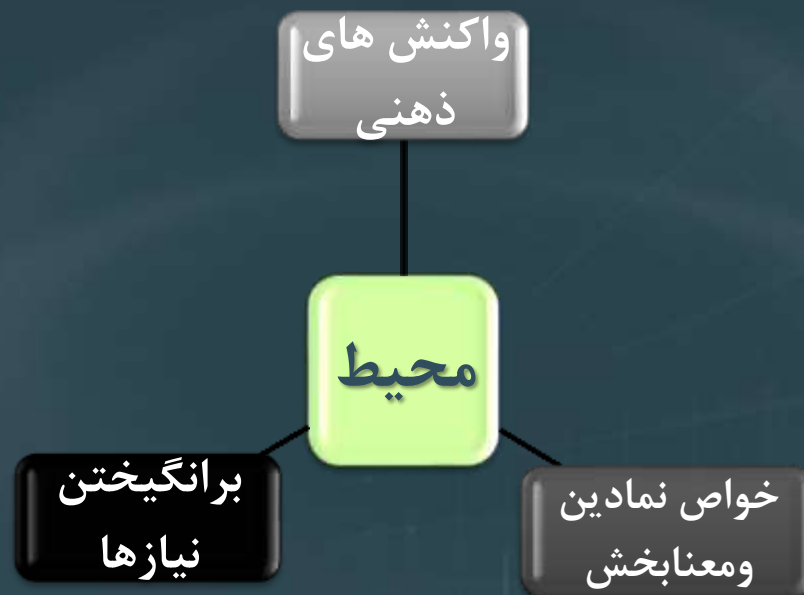 واکنش های
ذهنی
محیط
خواص نمادین
ومعنابخش
برانگیختن
نیازها